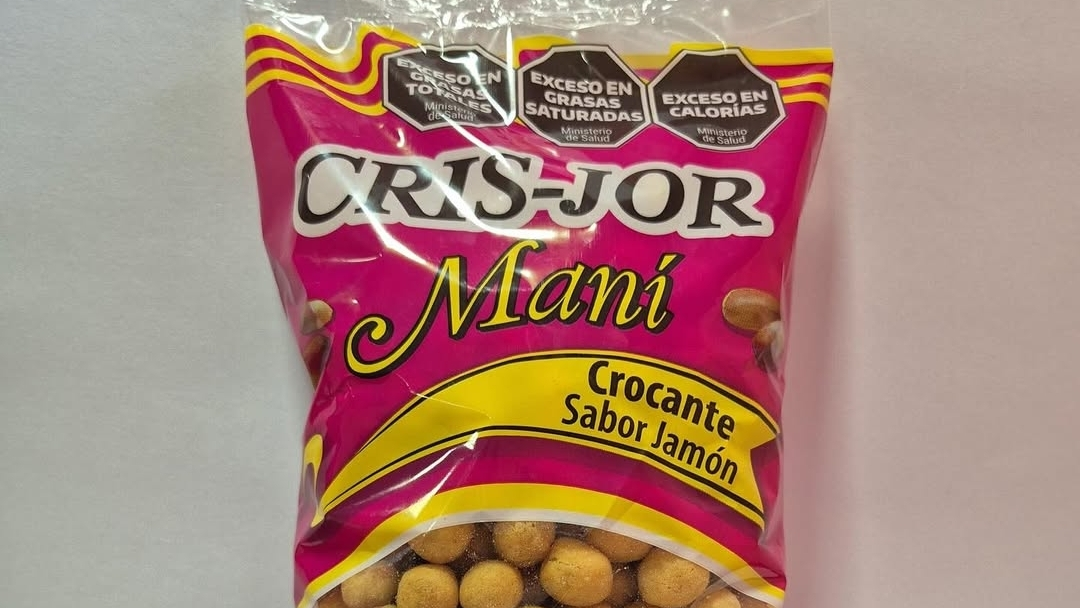 EXCESO EN
GRASAS
TOTALES
Ministerio
de Salud
EXCESO EN
GRASAS
SATURADAS
Ministerio
de Salud
EXCESO EN
CALORÍAS
Ministerio
de Salud
CRIS-JOR
Maní
Crocante
Sabor Jamón